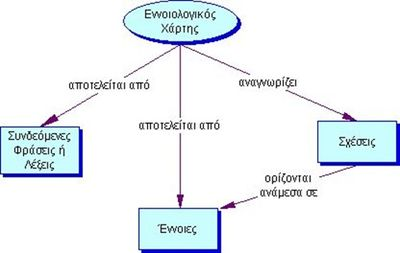 Εννοιολογικός
Χάρτης
αποτελείται από
αναγνωρίζει
αποτελείται από
Συνδεόμενες
Φράσεις ή
Λέξεις
Σχέσεις
ορίζονται
ανάμεσα σε
Έννοιες